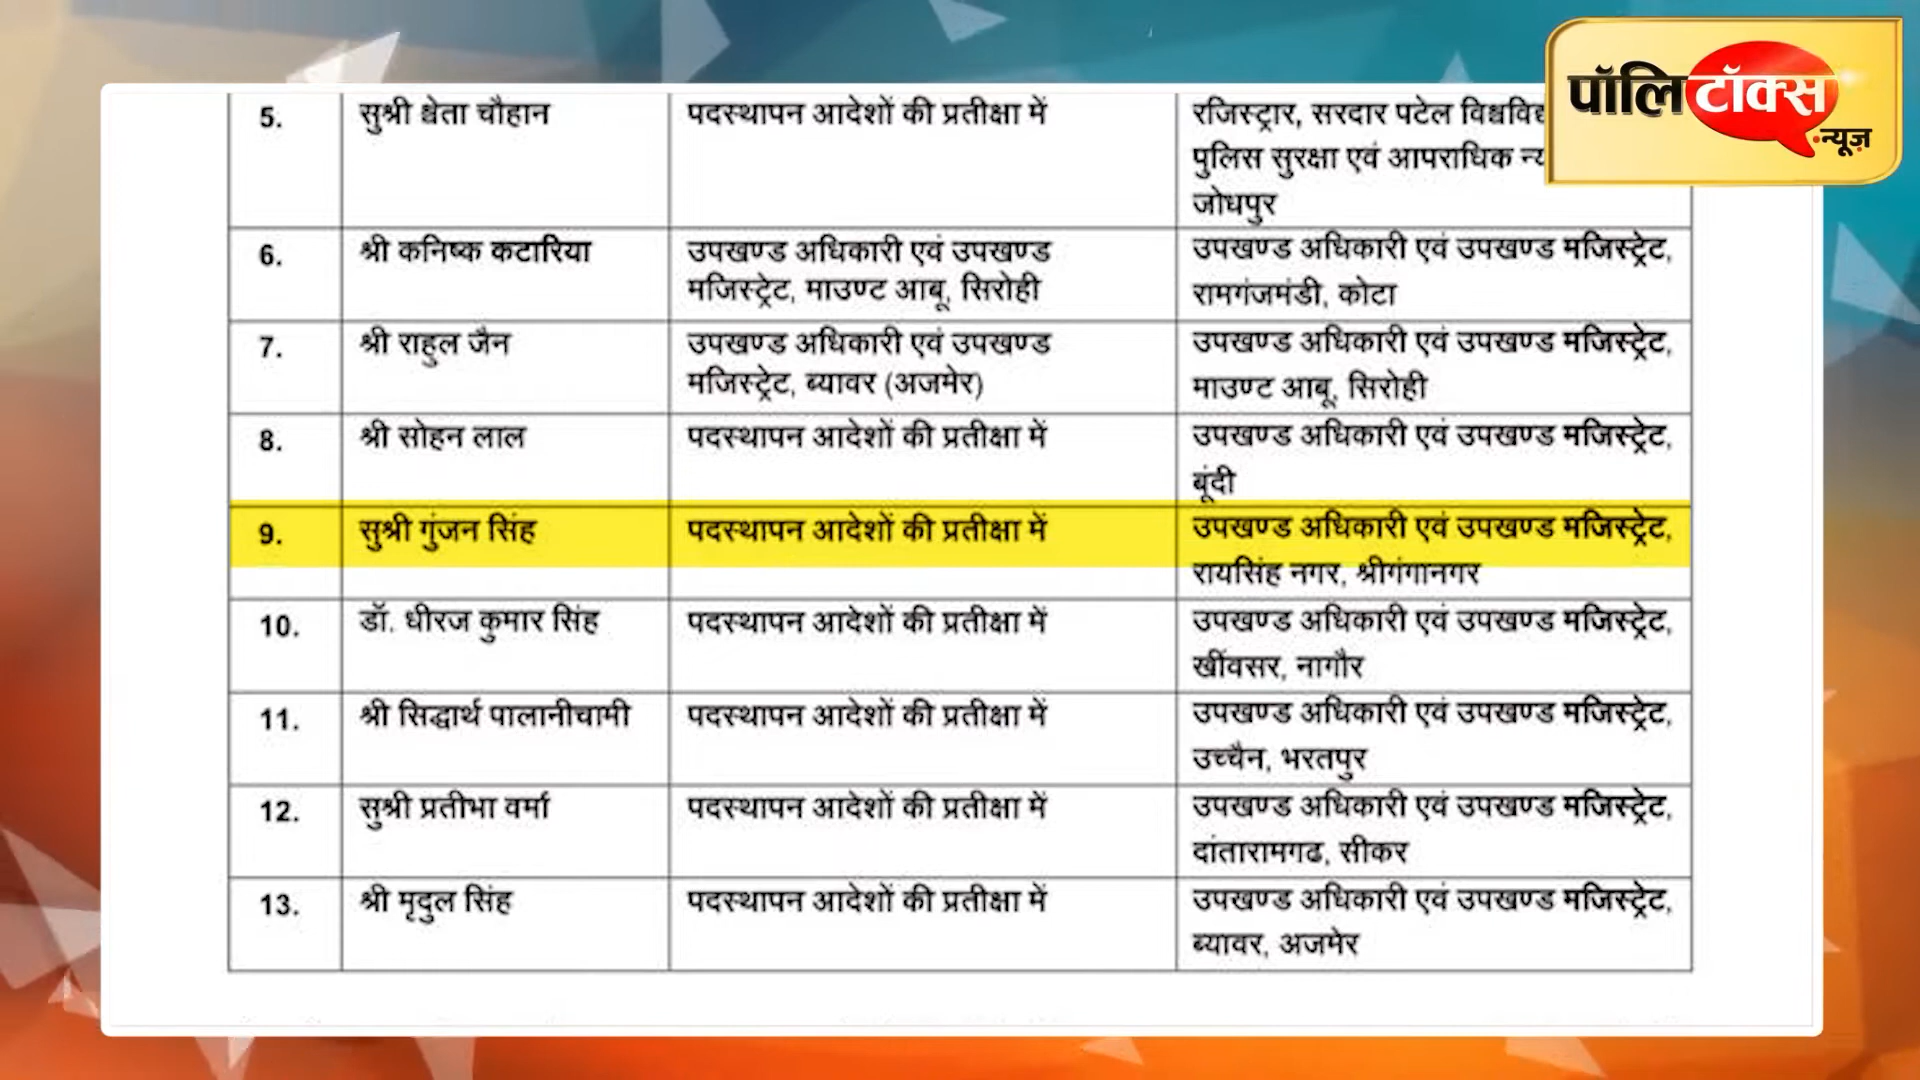 पॉलिटॉक्स
.न्यूज़
5. सुश्री श्वेता चौहान पदस्थापन आदेशों की प्रतीक्षा में रजिस्ट्रार, सरदार पटेल
पुलिस सुरक्षा एवं आपराधिक
जोधपुर
6. श्री कनिष्क कटारिया उपखण्ड अधिकारी एवं उपखण्ड उपखण्ड अधिकारी एवं उपखण्ड मजिस्ट्रेट,
मजिस्ट्रेट, माउण्ट आबू, सिरोही रामगंजमंडी, कोटा
7. श्री राहुल जैन उपखण्ड अधिकारी एवं उपखण्ड उपखण्ड अधिकारी एवं उपखण्ड मजिस्ट्रेट,
मजिस्ट्रेट, ब्यावर (अजमेर) माउण्ट आबू, सिरोही
8. श्री सोहन लाल पदस्थापन आदेशों की प्रतीक्षा में उपखण्ड अधिकारी एवं उपखण्ड मजिस्ट्रेट,
बूंदी
9. सुश्री गुंजन सिंह पदस्थापन आदेशों की प्रतीक्षा में उपखण्ड अधिकारी एवं उपखण्ड मजिस्ट्रेट,
रायसिंह नगर, श्रीगंगानगर
10. डॉ. धीरज कुमार सिंह पदस्थापन आदेशों की प्रतीक्षा में उपखण्ड अधिकारी एवं उपखण्ड मजिस्ट्रेट,
खींवसर, नागौर
11. श्री सिद्धार्थ पालानीचामी पदस्थापन आदेशों की प्रतीक्षा में उपखण्ड अधिकारी एवं उपखण्ड मजिस्ट्रेट,
उच्चैन, भरतपुर
12. सुश्री प्रतीभा वर्मा पदस्थापन आदेशों की प्रतीक्षा में उपखण्ड अधिकारी एवं उपखण्ड मजिस्ट्रेट,
दांतारामगढ, सीकर
13. श्री मृदुल सिंह पदस्थापन आदेशों की प्रतीक्षा में उपखण्ड अधिकारी एवं उपखण्ड मजिस्ट्रेट,
ब्यावर, अजमेर